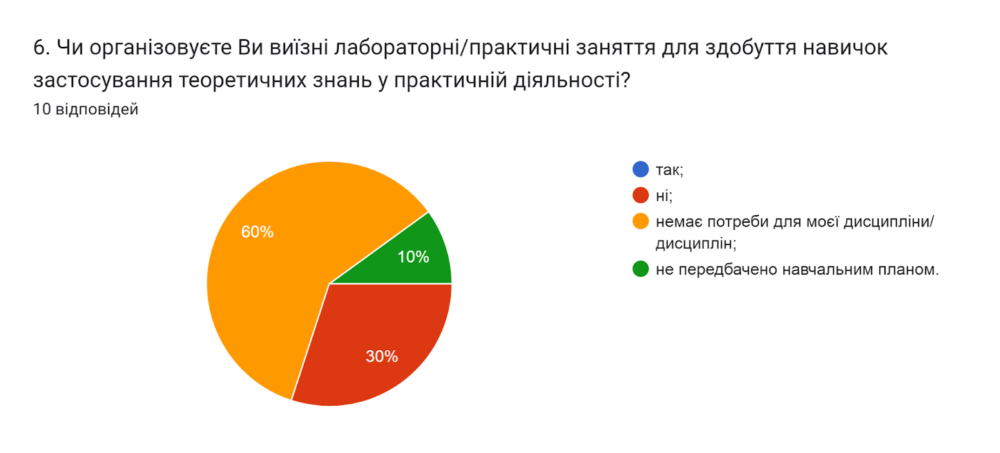 6. Чи організовуєте Ви виїзні лабораторні/практичні заняття для здобуття навичок
застосування теоретичних знань у практичній діяльності?
10 відповідей
60%
10%
30%
так;
ні;
немає потреби для моєї дисципліни/
дисциплін;
не передбачено навчальним планом.